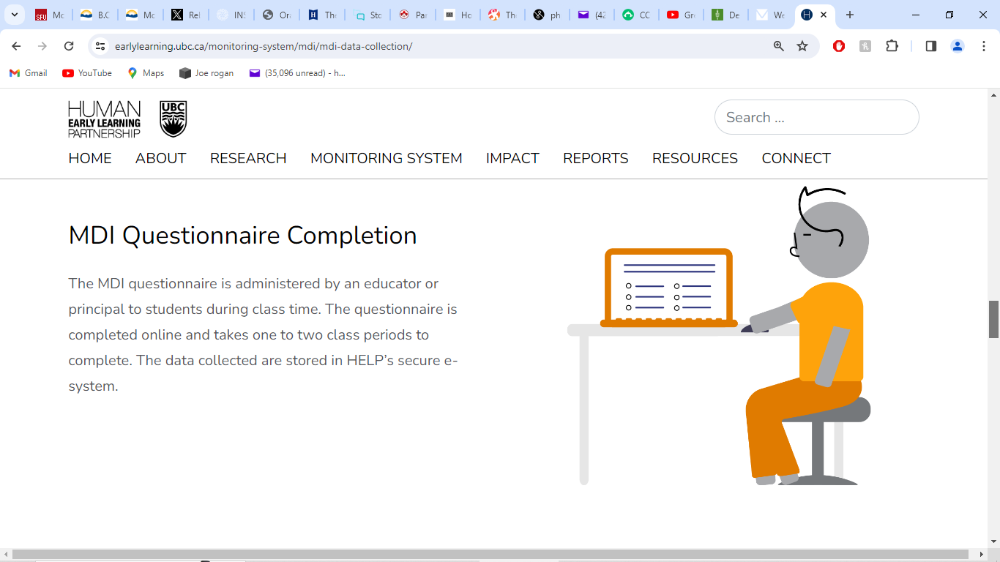 Mc
B.C
Mc
Rel
IN
Ora
Th
Sto
Par
Ho
The
ph
(42
CC
Gr
De
We
earlylearning.ubc.ca/monitoring-system/mdi/mdi-data-collection/
Gmail YouTube Maps Joe rogan (35,096 unread) - h...
HUMAN
EARLY LEARNING
PARTNERSHIP
UBC
Search ...
HOME ABOUT RESEARCH MONITORING SYSTEM IMPACT REPORTS RESOURCES CONNECT
MDI Questionnaire Completion
The MDI questionnaire is administered by an educator or
principal to students during class time. The questionnaire is
completed online and takes one to two class periods to
complete. The data collected are stored in HELP’s secure e-
system.